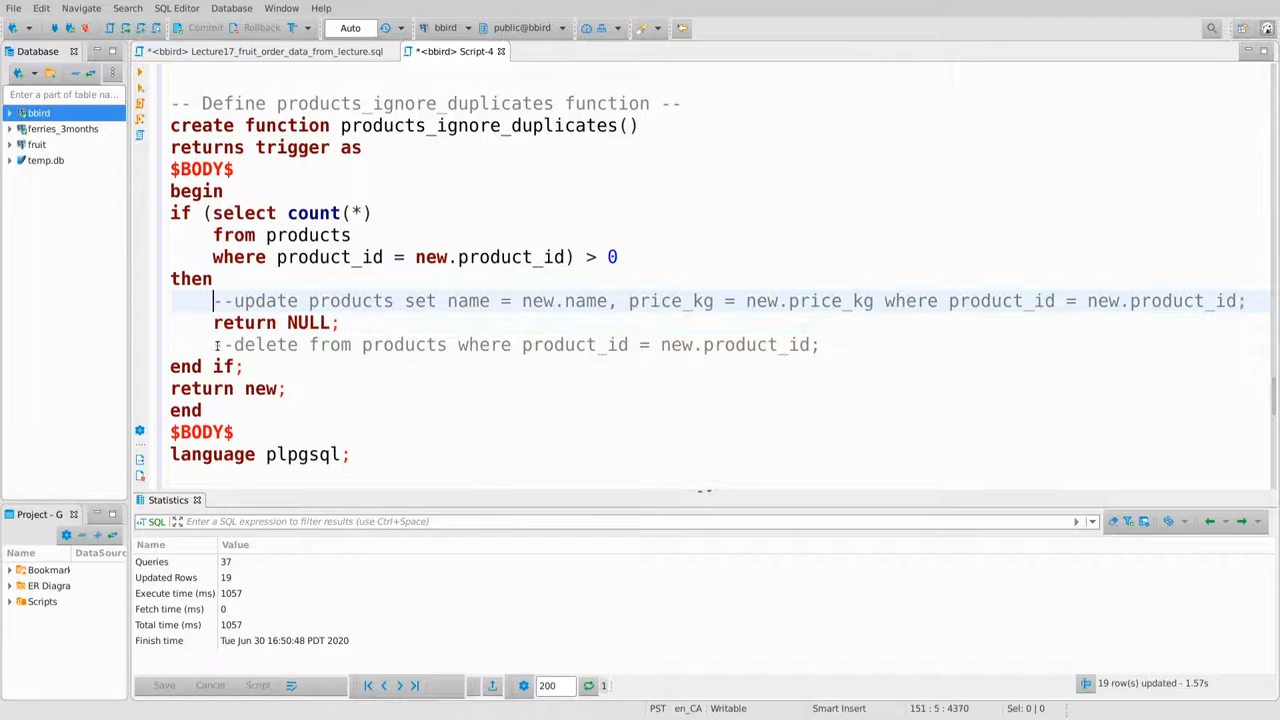 File Edit Navigate Search SQL Editor Database Window Help
Commit Rollback Auto bbird public@bbird
Database *<bbird> Lecture17_fruit_order_data_from_lecture.sql *<bbird> Script-4
Enter a part of table na...
bbird
ferries_3months
fruit
temp.db
-- Define products_ignore_duplicates function --
create function products_ignore_duplicates()
returns trigger as
$BODY$
begin
if (select count(*)
from products
where product_id = new.product_id) > 0
then
--update products set name = new.name, price_kg = new.price_kg where product_id = new.product_id;
return NULL;
--delete from products where product_id = new.product_id;
end if;
return new;
end
$BODY$
language plpgsql;
Project - G
Name DataSourc
Bookmark
ER Diagra
Scripts
Statistics
SQL Enter a SQL expression to filter results (use Ctrl+Space)
Name Value
Queries 37
Updated Rows 19
Execute time (ms) 1057
Fetch time (ms) 0
Total time (ms) 1057
Finish time Tue Jun 30 16:50:48 PDT 2020
Save Cancel Script 200 1 19 row(s) updated - 1.57s
PST en_CA Writable Smart Insert 151 : 5 : 4370 Sel: 0 | 0